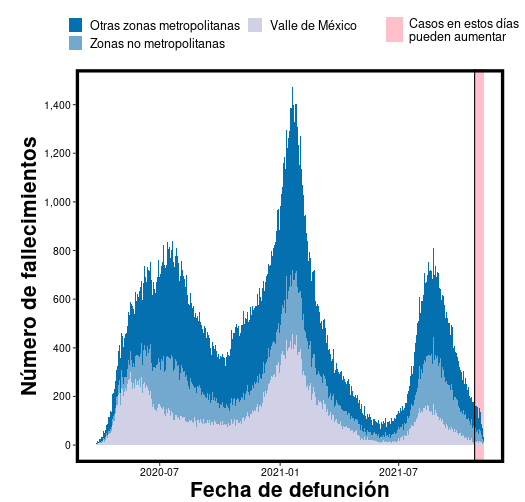 Otras zonas metropolitanas
Valle de México
Zonas no metropolitanas
Casos en estos días
pueden aumentar
Número de fallecimientos
1,400
1,200
1,000
800
600
400
200
0
2020-07
2021-01
2021-07
Fecha de defunción